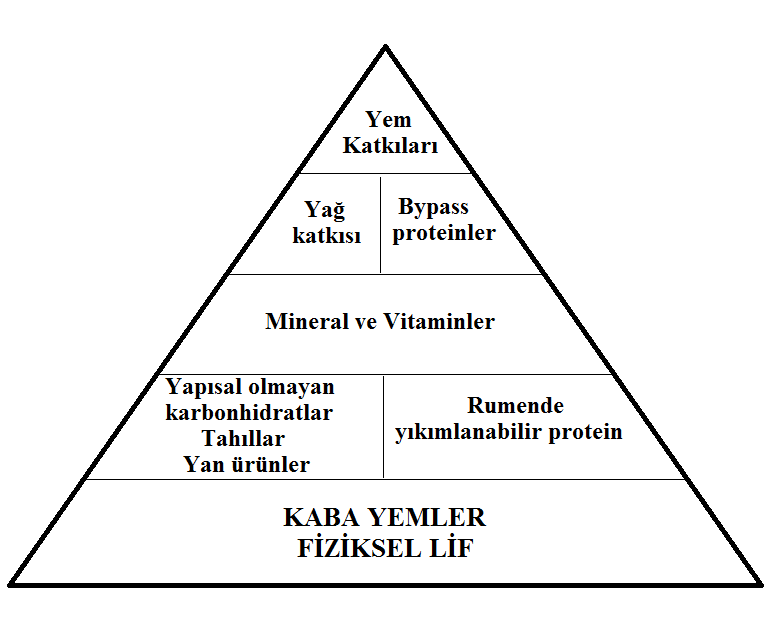 Yem
Katkıları
Yağ
katkısı
Bypass
proteinler
Mineral ve Vitaminler
Yapısal olmayan
karbonhidratlar
Tahıllar
Yan ürünler
Rumende
yıkımlanabilir protein
KABA YEMLER
FİZİKSEL LİF